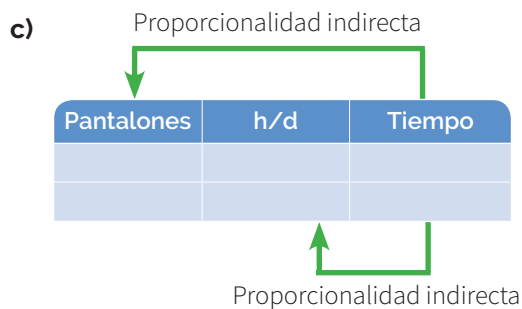 c)
Proporcionalidad indirecta
Pantalones h/d Tiempo
Proporcionalidad indirecta